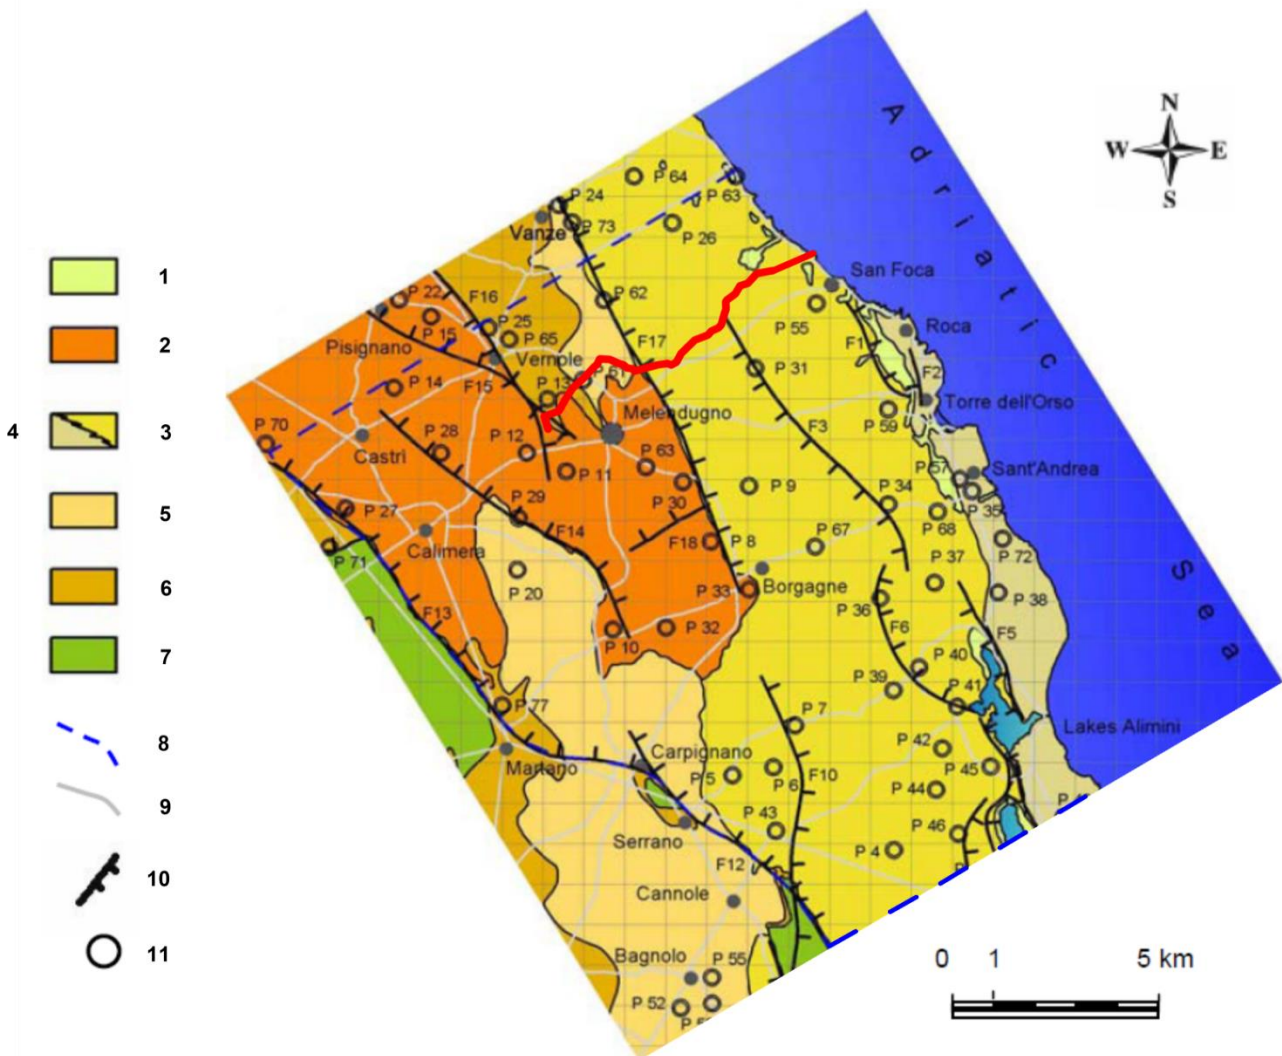 N
W E
S
Adriatic Sea
P 64
P 24
P 63
P 73
Vanze
P 26
San Foca
P 22
F16
P 62
1
P 25
P 55
Roca
P 15
P 65
F17
F1
2
Pisignano
Vernole
F2
P 31
P 14
F15
P 13
P 61
Torre dell'Orso
Melendugno
4
3
P 70
P 28
P 12
F3
P 59
Castrì
P 63
P 57
Sant'Andrea
P 11
P 9
P 34
P 30
P 35
P 29
5
P 27
P 67
P 68
F14
Calimera
F18
P 8
P 72
P 71
P 37
6
P 20
P 33
Borgagne
P 38
P 36
F13
F6
F5
P 32
P 10
7
P 40
P 39
P 41
P 77
P 7
Lakes Alimini
8
P 42
Carpignano
Martano
P 5
P 6
F10
P 45
P 44
9
P 43
P 46
Serrano
P 4
F12
10
Cannole
Bagnolo
P 55
11
0 1 5 km
P 52